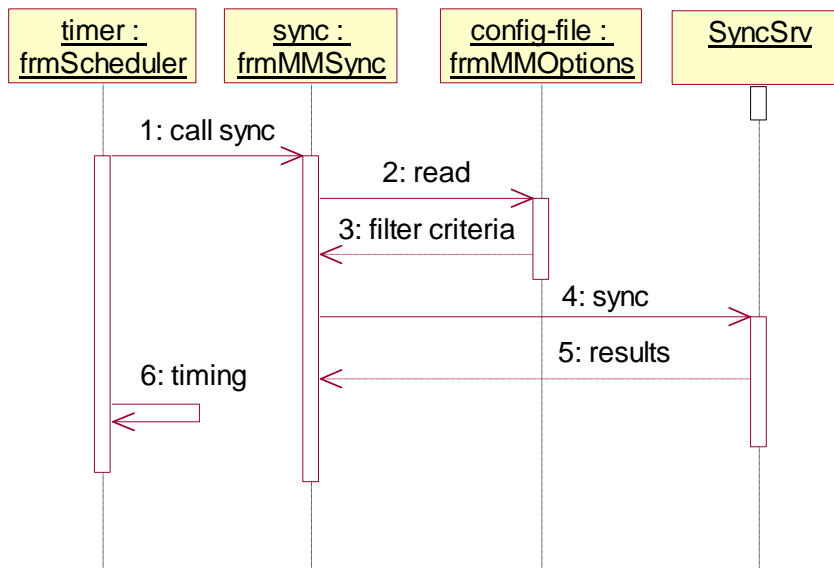 timer :
frmScheduler
sync :
frmMMSync
config-file :
frmMMOptions
SyncSrv
1: call sync
2: read
3: filter criteria
4: sync
5: results
6: timing